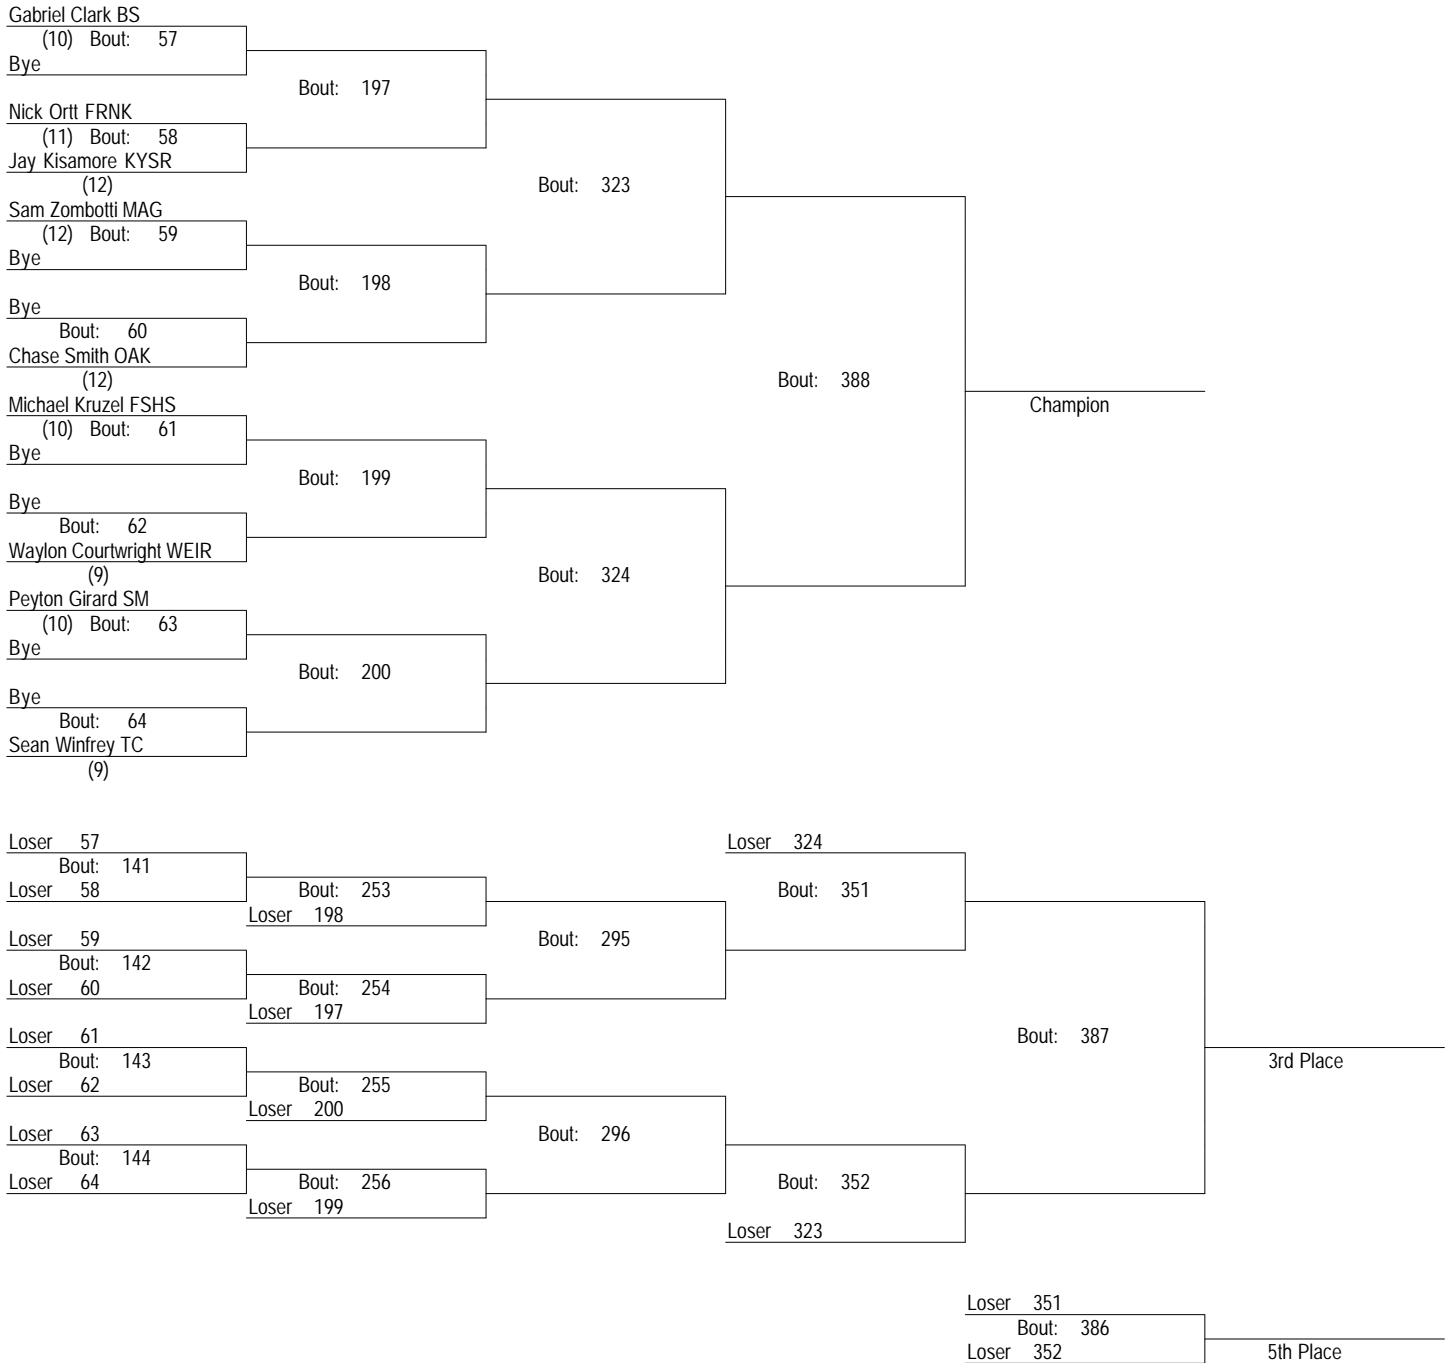 Gabriel Clark BS
(10) Bout: 57
Bye
Bout: 197
Nick Ortt FRNK
(11) Bout: 58
Jay Kisamore KYSR
(12)
Bout: 323
Sam Zombotti MAG
(12) Bout: 59
Bye
Bout: 198
Bye
Bout: 60
Chase Smith OAK
(12)
Bout: 388
Michael Kruzel FSHS
Champion
(10) Bout: 61
Bye
Bout: 199
Bye
Bout: 62
Waylon Courtwright WEIR
(9)
Bout: 324
Peyton Girard SM
(10) Bout: 63
Bye
Bout: 200
Bye
Bout: 64
Sean Winfrey TC
(9)
Loser 57
Loser 324
Bout: 141
Loser 58
Bout: 253
Bout: 351
Loser 198
Loser 59
Bout: 295
Bout: 142
Loser 60
Bout: 254
Loser 197
Loser 61
Bout: 387
Bout: 143
3rd Place
Loser 62
Bout: 255
Loser 200
Loser 63
Bout: 296
Bout: 144
Loser 64
Bout: 256
Bout: 352
Loser 199
Loser 323
Loser 351
Bout: 386
Loser 352
5th Place